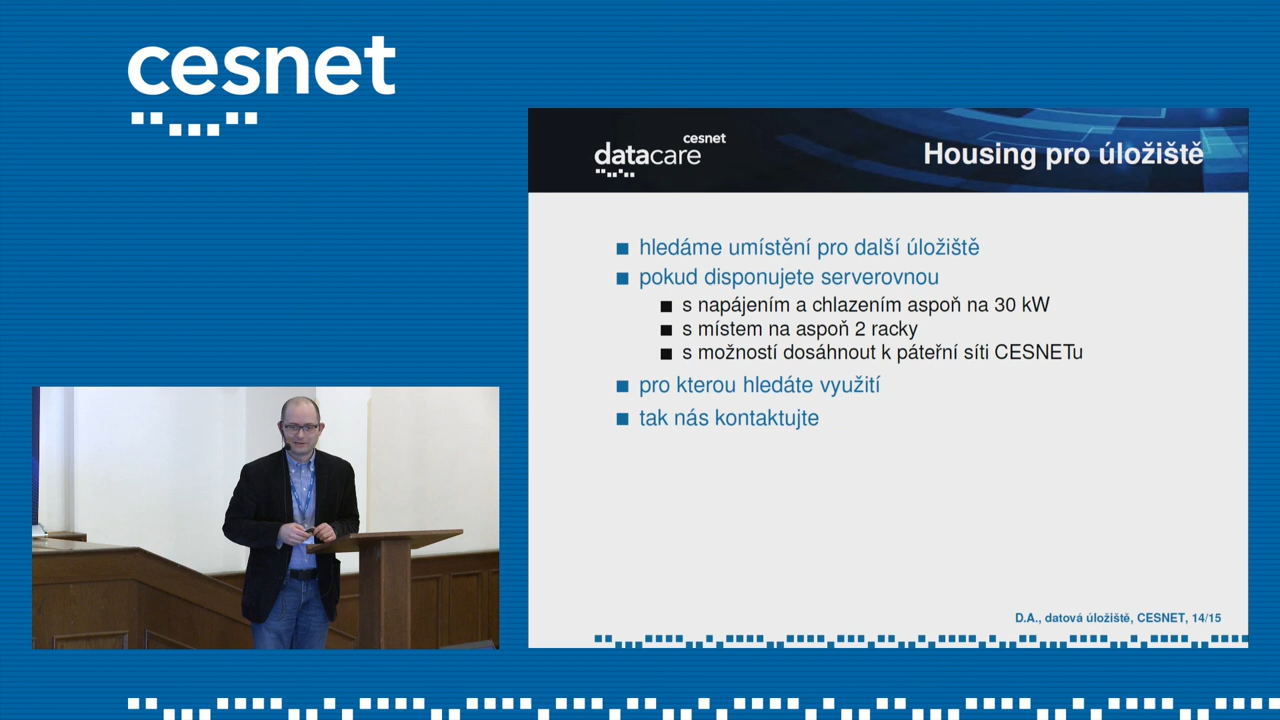 cesnet
cesnet
datacare
Housing pro úložiště
hledáme umístění pro další úložiště
pokud disponujete serverovnou
s napájením a chlazením aspoň na 30 kW
s místem na aspoň 2 racky
s možností dosáhnout k páteřní síti CESNETu
pro kterou hledáte využití
tak nás kontaktujte
D.A., datová úložiště, CESNET, 14/15